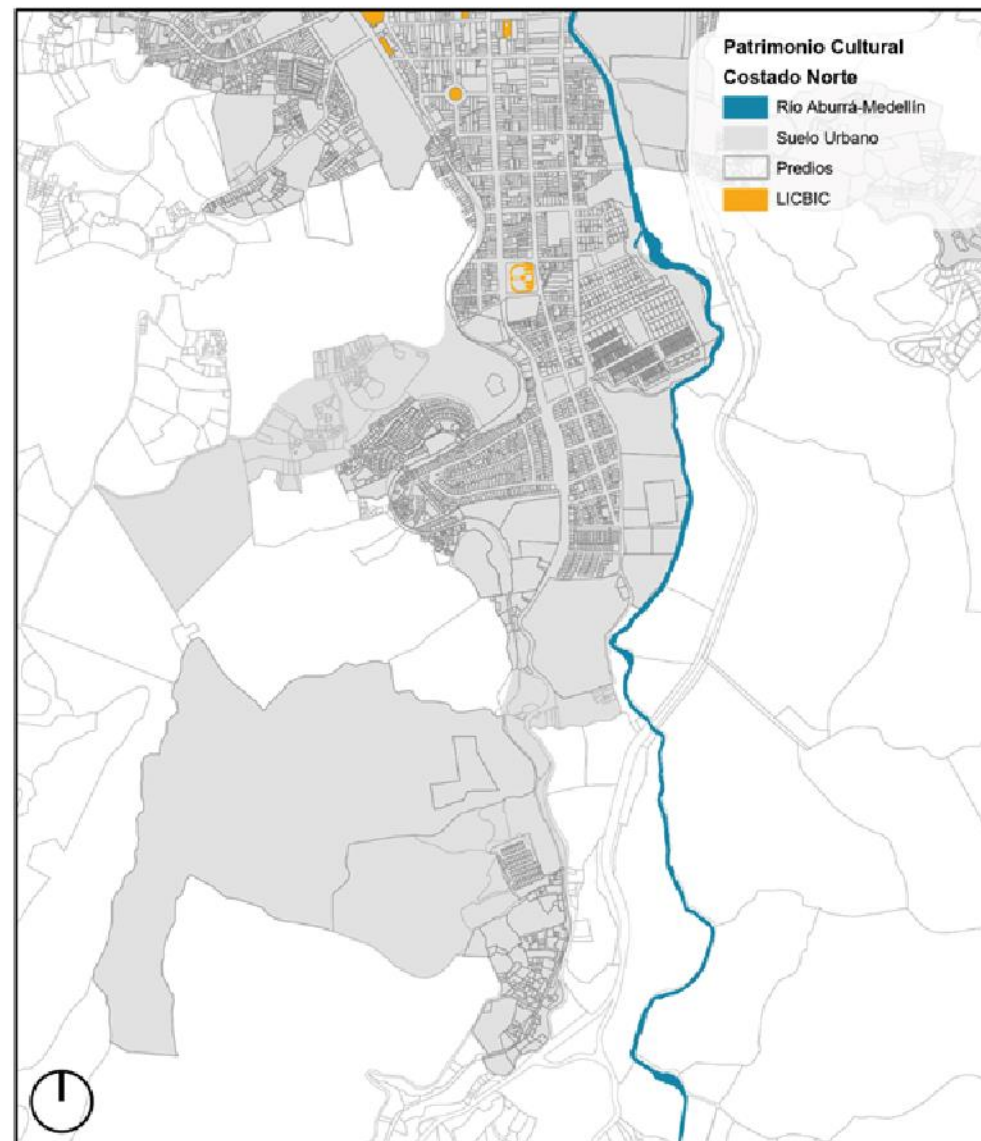 Patrimonio Cultural
Costado Norte
Río Aburrá-Medellín
Suelo Urbano
Predios
LICBIC